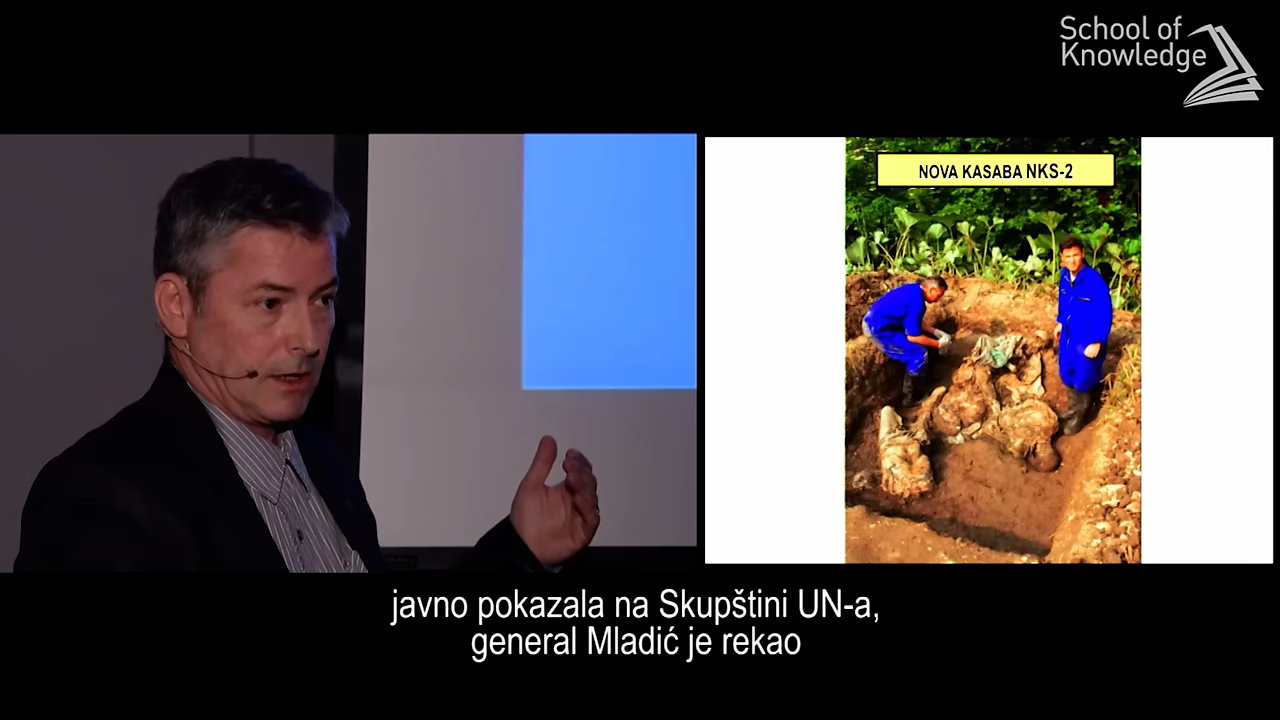 School of
Knowledge
NOVA KASABA NKS-2
javno pokazala na Skupštini UN-a,
general Mladić je rekao